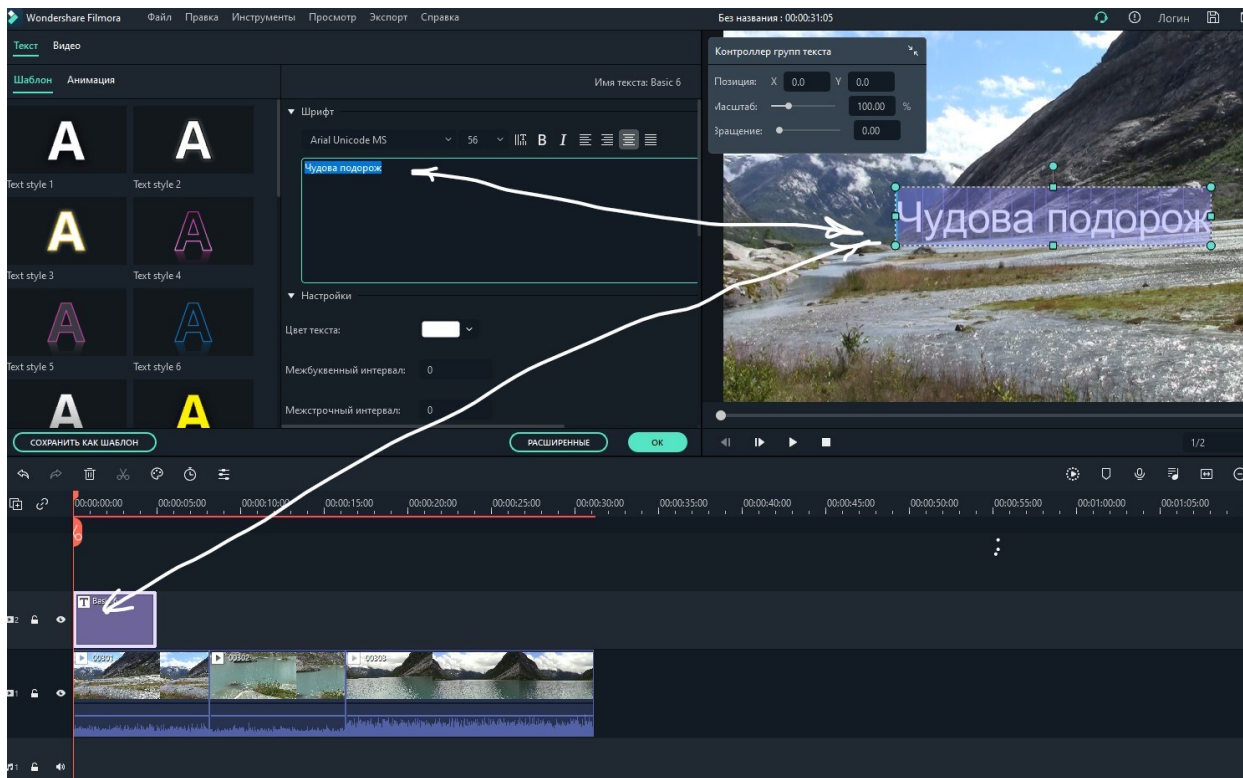 Wondershare Filmora Файл Правка Инструменты Просмотр Экспорт Справка
Без названия : 00:00:31:05
Логин
Текст Видео
Шаблон Анимация
Имя текста: Basic 6
Text style 1
Text style 2
Text style 3
Text style 4
Text style 5
Text style 6
СОХРАНИТЬ КАК ШАБЛОН
Шрифт
Arial Unicode MS 56 B I
Чудова подорож
Настройки
Цвет текста:
Межбуквенный интервал: 0
Межстрочный интервал: 0
РАСШИРЕННЫЕ OK
Контроллер групп текста
Позиция: X 0.0 Y 0.0
Масштаб: 100.00 %
Вращение: 0.00
Чудова подорож
1/2
00:00:00:00 00:00:05:00 00:00:10:00 00:00:15:00 00:00:20:00 00:00:25:00 00:00:30:00 00:00:35:00 00:00:40:00 00:00:45:00 00:00:50:00 00:00:55:00 00:01:00:00 00:01:05:00
2
T
1 00301 00302 00303
1